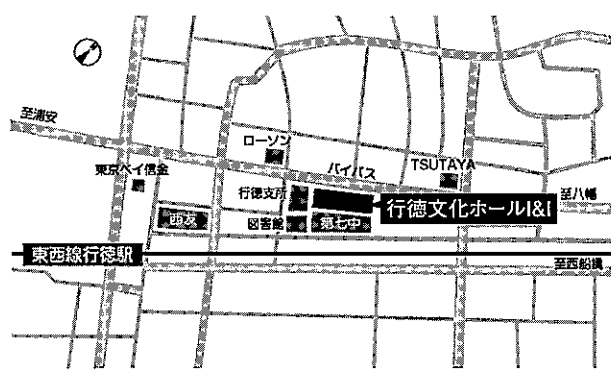 至浦安
ローソン
バイパス
TSUTAYA
東京ベイ信金
行徳支所
至八幡
行徳文化ホールI&I
西友
図書館
第七中
東西線行徳駅
至西船橋